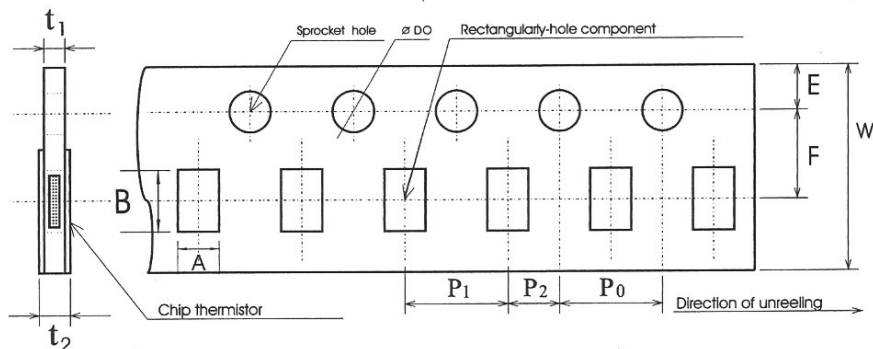 t1
Sprocket hole
ø DO
Rectangularly-hole component
E
W
F
B
A
P1
P2
P0
Direction of unreeling
Chip thermistor
t2